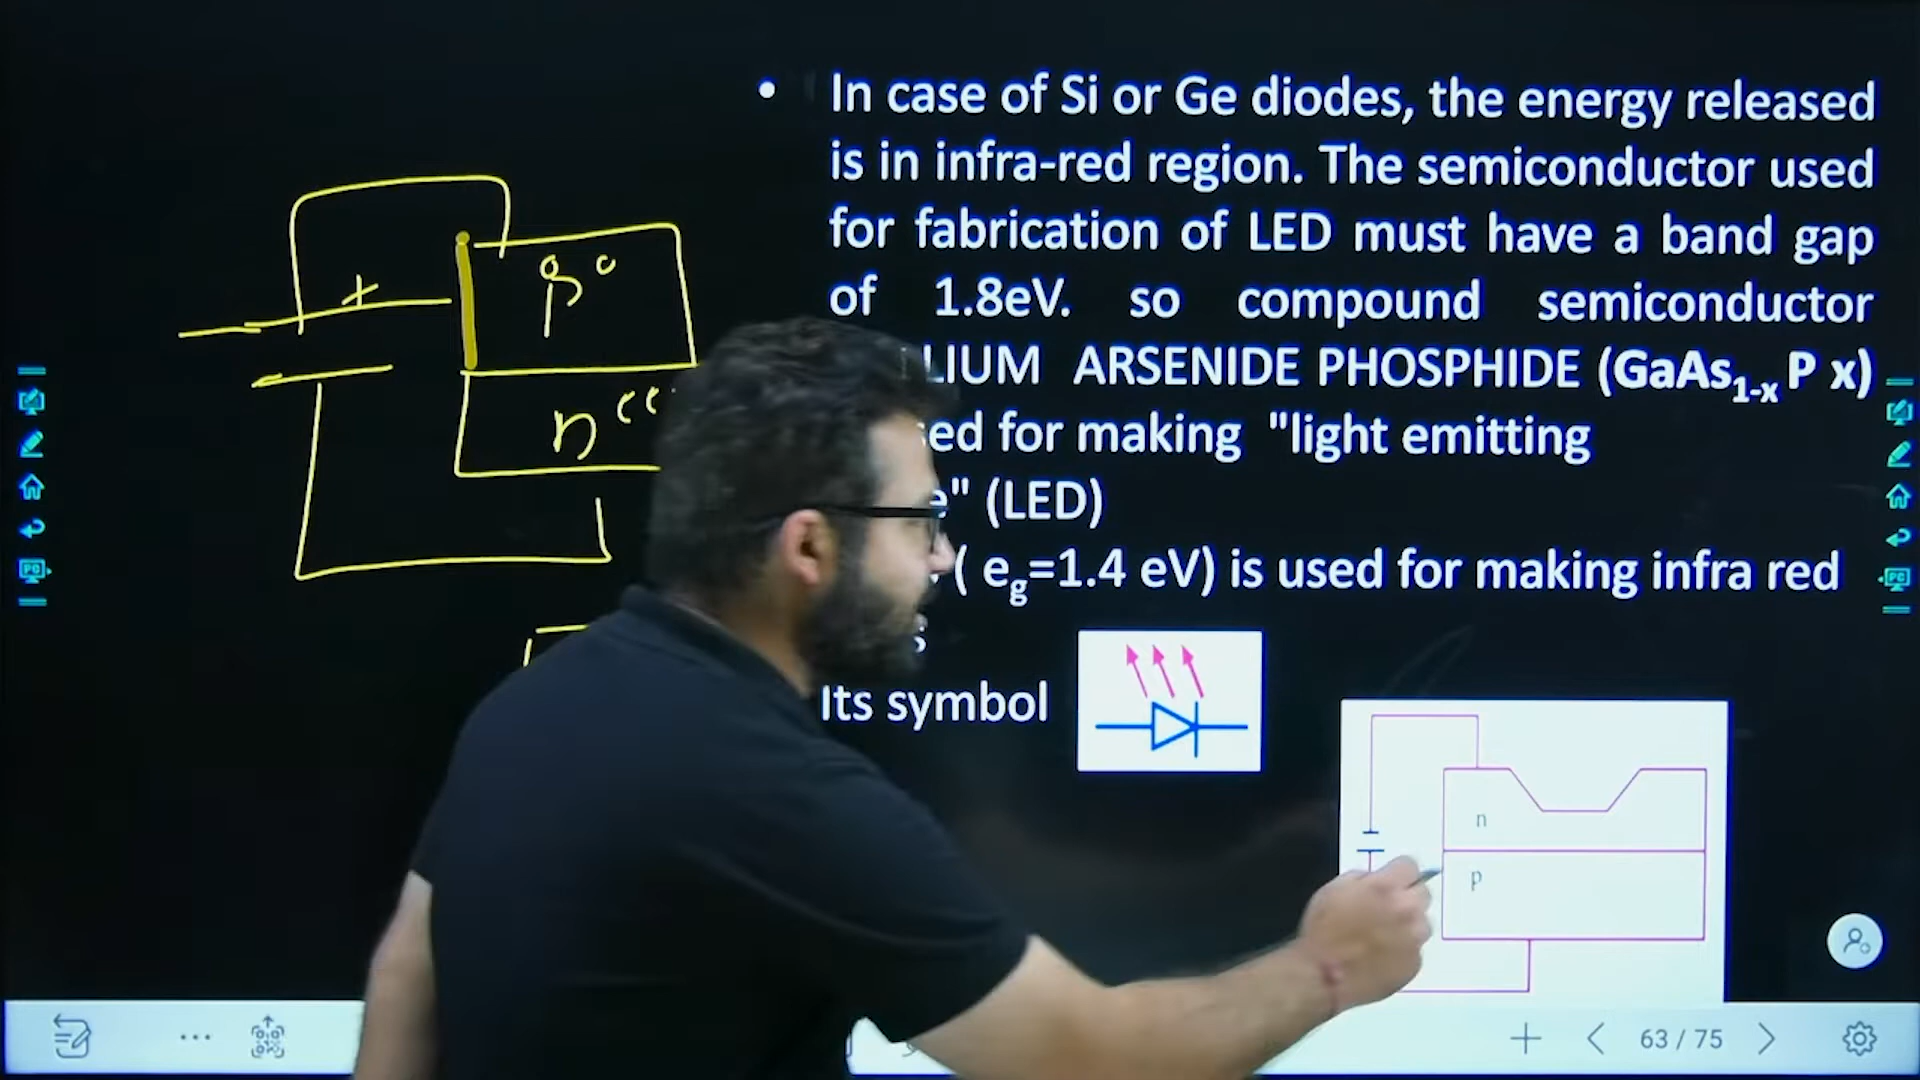 • In case of Si or Ge diodes, the energy released
is in infra-red region. The semiconductor used
for fabrication of LED must have a band gap
of 1.8eV. so compound semiconductor
LIUM ARSENIDE PHOSPHIDE (GaAs1-x P x)
ed for making "light emitting
e" (LED)
( eg=1.4 eV) is used for making infra red
s
Its symbol
+
p
n
n
p
PC
PC
63 / 75